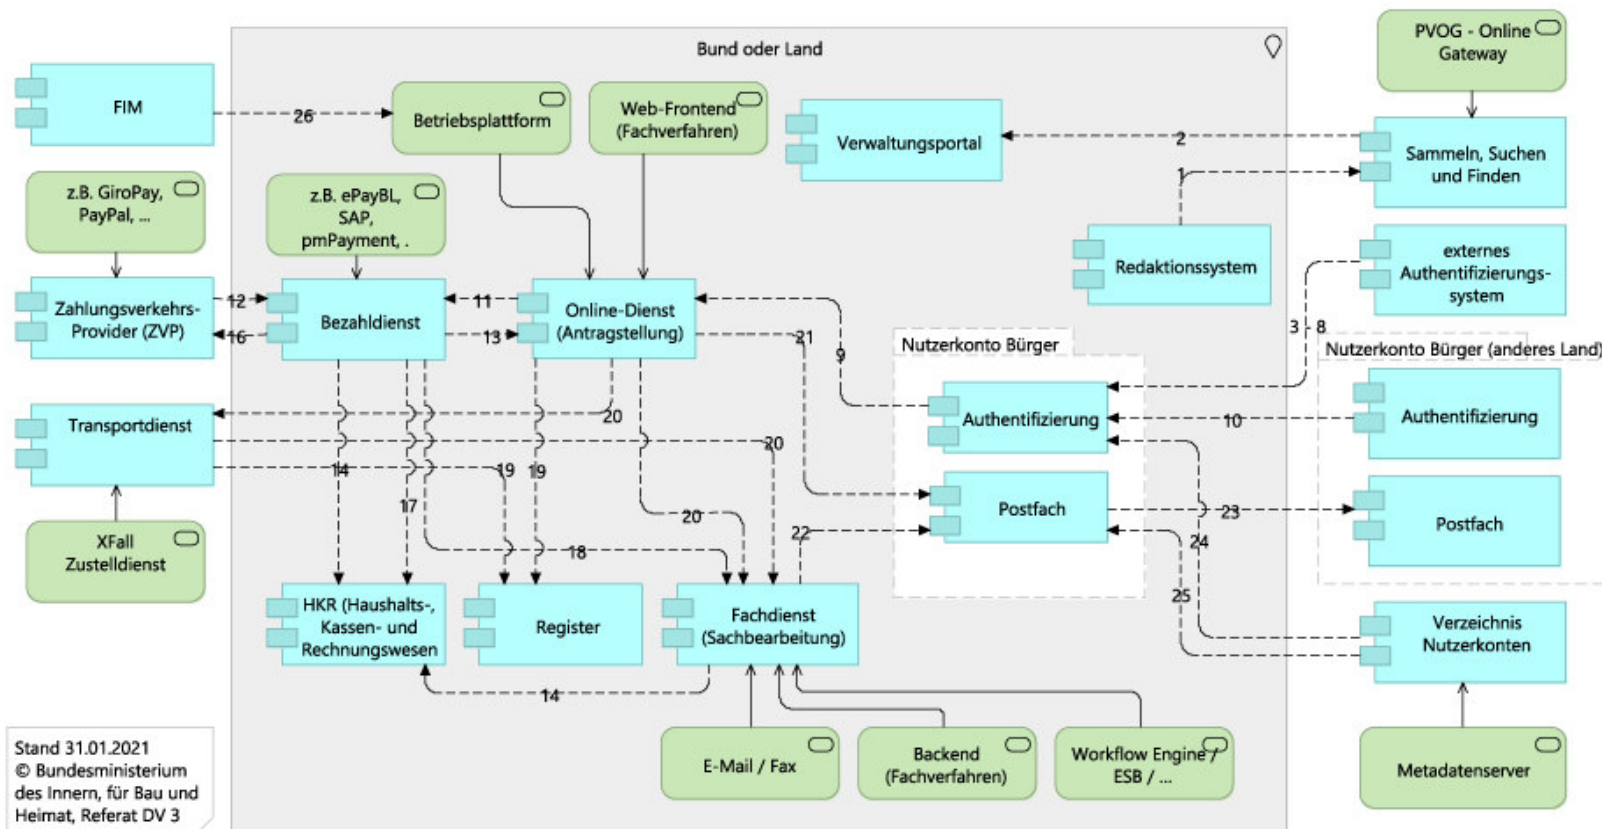 Bund oder Land
PVOG - Online
Gateway
FIM
26
Betriebsplattform
Web-Frontend
(Fachverfahren)
Verwaltungsportal
2
Sammeln, Suchen
und Finden
1
z.B. GiroPay,
PayPal, ...
z.B. ePayBL,
SAP,
pmPayment, .
Redaktionssystem
externes
Authentifizierungs-
system
Zahlungsverkehrs-
Provider (ZVP)
12
16
Bezahldienst
11
13
Online-Dienst
(Antragstellung)
21
9
3 - 8
Nutzerkonto Bürger
Nutzerkonto Bürger (anderes Land)
Authentifizierung
10
Authentifizierung
Transportdienst
20
20
14
19
19
17
20
18
22
Postfach
23
Postfach
24
25
XFall
Zustelldienst
HKR (Haushalts-,
Kassen- und
Rechnungswesen
Register
Fachdienst
(Sachbearbeitung)
Verzeichnis
Nutzerkonten
14
E-Mail / Fax
Backend
(Fachverfahren)
Workflow Engine /
ESB / ...
Metadatenserver
Stand 31.01.2021
© Bundesministerium
des Innern, für Bau und
Heimat, Referat DV 3